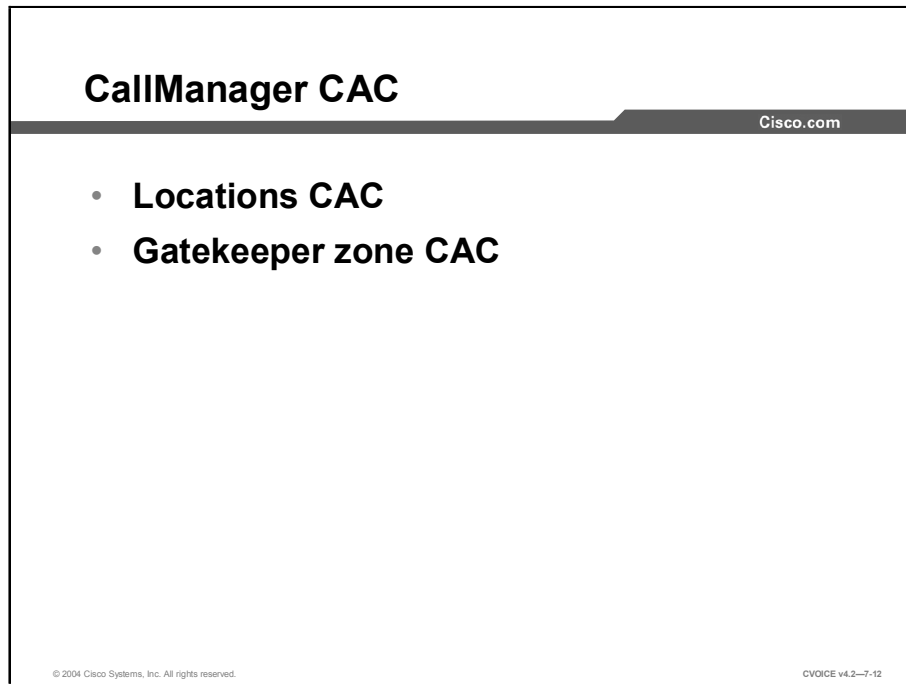 CallManager CAC
Cisco.com
• Locations CAC
• Gatekeeper zone CAC
© 2004 Cisco Systems, Inc. All rights reserved.
CVOICE v4.2—7-12